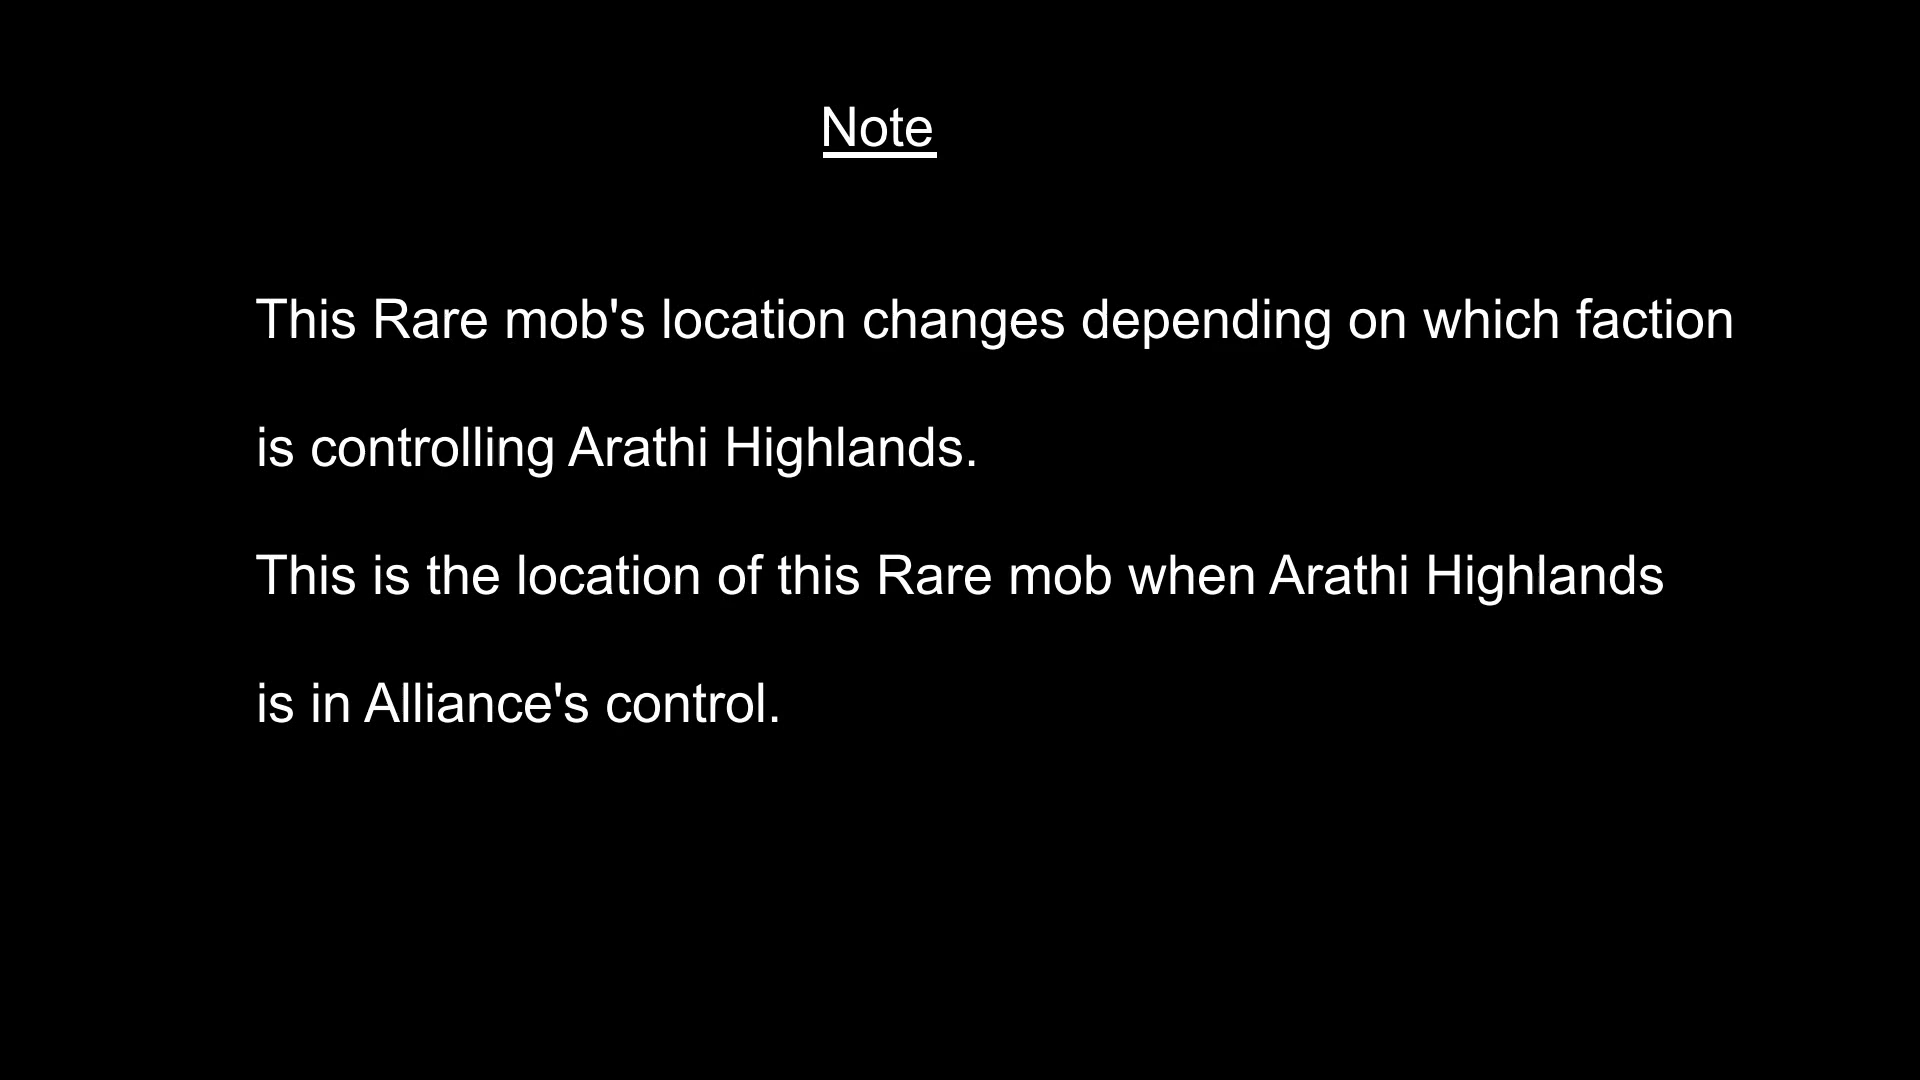 Note
This Rare mob's location changes depending on which faction
is controlling Arathi Highlands.
This is the location of this Rare mob when Arathi Highlands
is in Alliance's control.